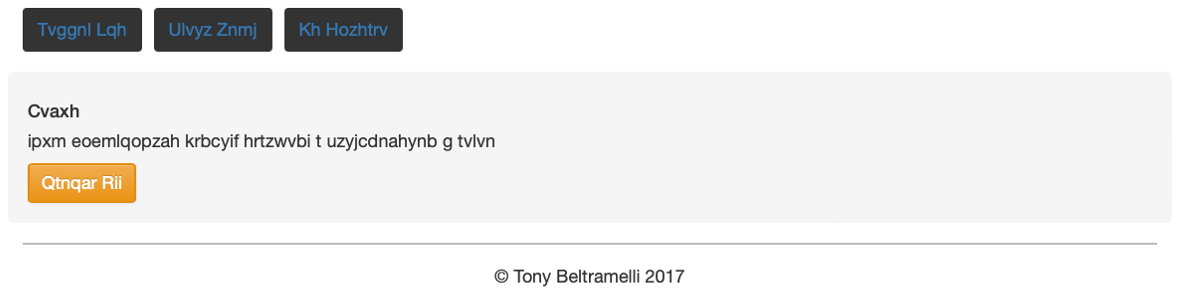 Tvggnl Lqh Ulvyz Znmj Kh Hozhtrv
Cvaxh
ipxm eoemlqopzah krbcyif hrtzwvbi t uzyjcdnahynb g tvlvn
Qtnqar Rii
© Tony Beltramelli 2017